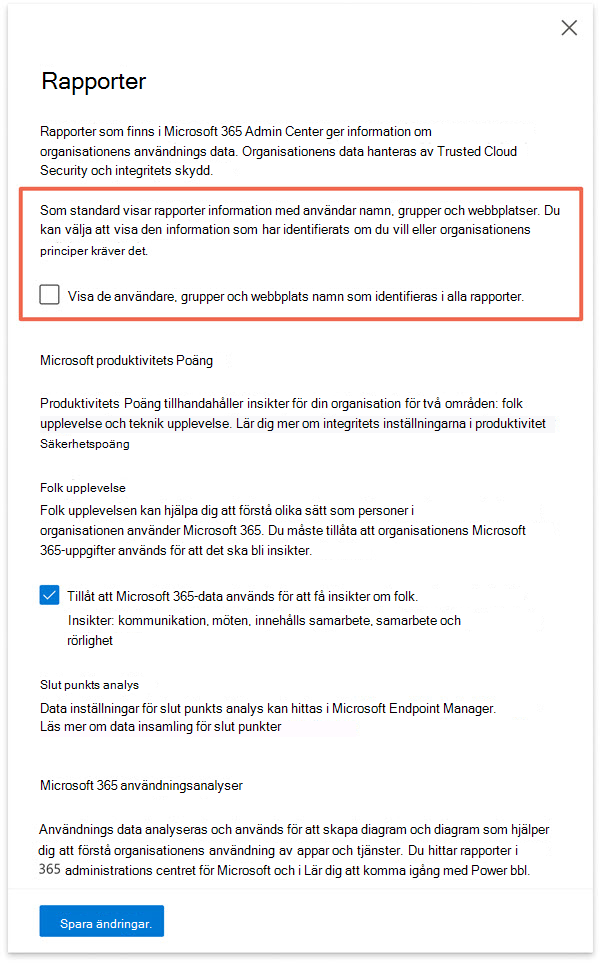 Rapporter
Rapporter som finns i Microsoft 365 Admin Center ger information om
organisationens användnings data. Organisationens data hanteras av Trusted Cloud
Security och integritets skydd.
Som standard visar rapporter information med användar namn, grupper och webbplatser. Du
kan välja att visa den information som har identifierats om du vill eller organisationens
principer kräver det.
Visa de användare, grupper och webbplats namn som identifieras i alla rapporter.
Microsoft produktivitets Poäng
Produktivitets Poäng tillhandahåller insikter för din organisation för två områden: folk
upplevelse och teknik upplevelse. Lär dig mer om integritets inställningarna i produktivitet
Säkerhetspoäng
Folk upplevelse
Folk upplevelsen kan hjälpa dig att förstå olika sätt som personer i
organisationen använder Microsoft 365. Du måste tillåta att organisationens Microsoft
365-uppgifter används för att det ska bli insikter.
Tillåt att Microsoft 365-data används för att få insikter om folk.
Insikter: kommunikation, möten, innehålls samarbete, samarbete och
rörlighet
Slut punkts analys
Data inställningar för slut punkts analys kan hittas i Microsoft Endpoint Manager.
Läs mer om data insamling för slut punkter
Microsoft 365 användningsanalyser
Användnings data analyseras och används för att skapa diagram och diagram som hjälper
dig att förstå organisationens användning av appar och tjänster. Du hittar rapporter i
365 administrations centret för Microsoft och i Lär dig att komma igång med Power bbl.
Spara ändringar.